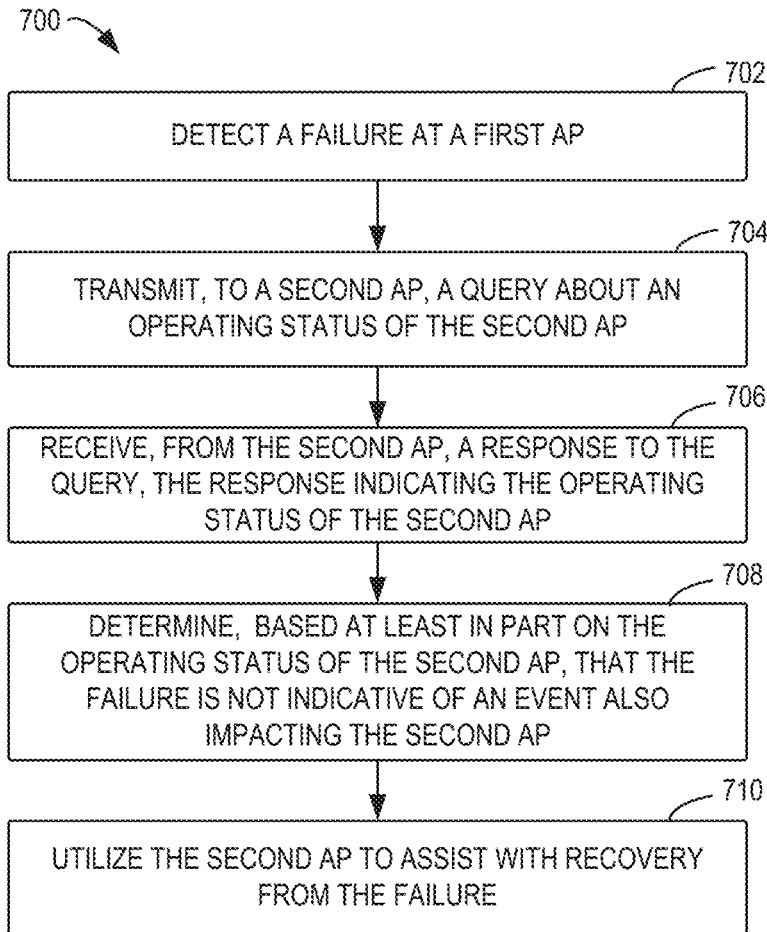 700
702
DETECT A FAILURE AT A FIRST AP
704
TRANSMIT, TO A SECOND AP, A QUERY ABOUT AN
OPERATING STATUS OF THE SECOND AP
706
RECEIVE, FROM THE SECOND AP, A RESPONSE TO THE
QUERY, THE RESPONSE INDICATING THE OPERATING
STATUS OF THE SECOND AP
708
DETERMINE, BASED AT LEAST IN PART ON THE
OPERATING STATUS OF THE SECOND AP, THAT THE
FAILURE IS NOT INDICATIVE OF AN EVENT ALSO
IMPACTING THE SECOND AP
710
UTILIZE THE SECOND AP TO ASSIST WITH RECOVERY
FROM THE FAILURE